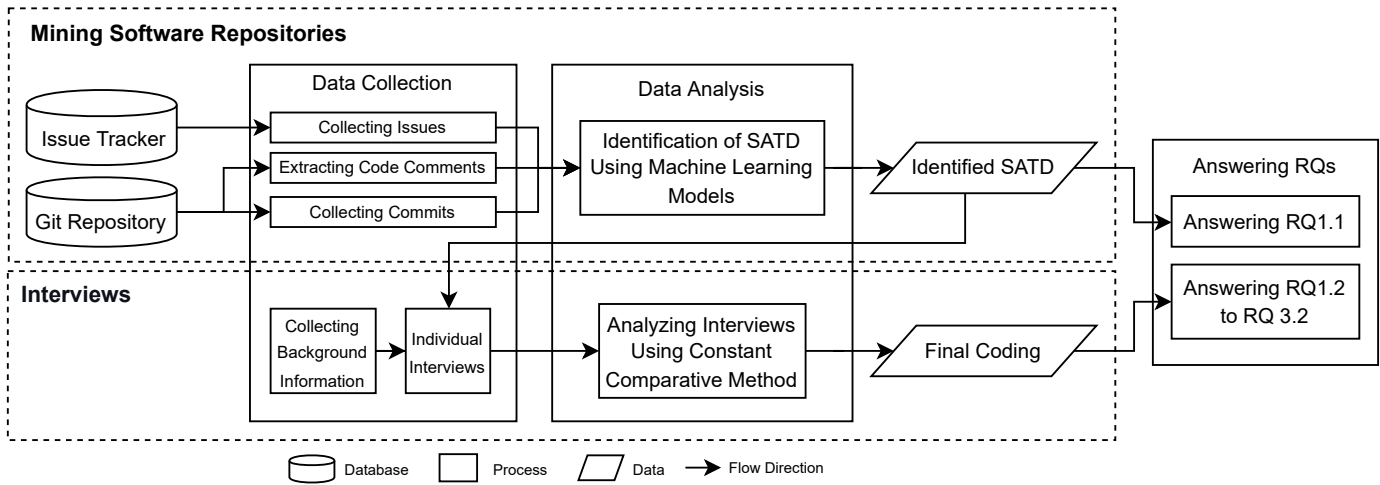 Mining Software Repositories
Data Collection
Data Analysis
Issue Tracker
Git Repository
Collecting Issues
Extracting Code Comments
Collecting Commits
Identification of SATD
Using Machine Learning
Models
Identified SATD
Answering RQs
Answering RQ1.1
Answering RQ1.2
to RQ 3.2
Interviews
Collecting
Background
Information
Individual
Interviews
Analyzing Interviews
Using Constant
Comparative Method
Final Coding
Database
Process
Data
Flow Direction